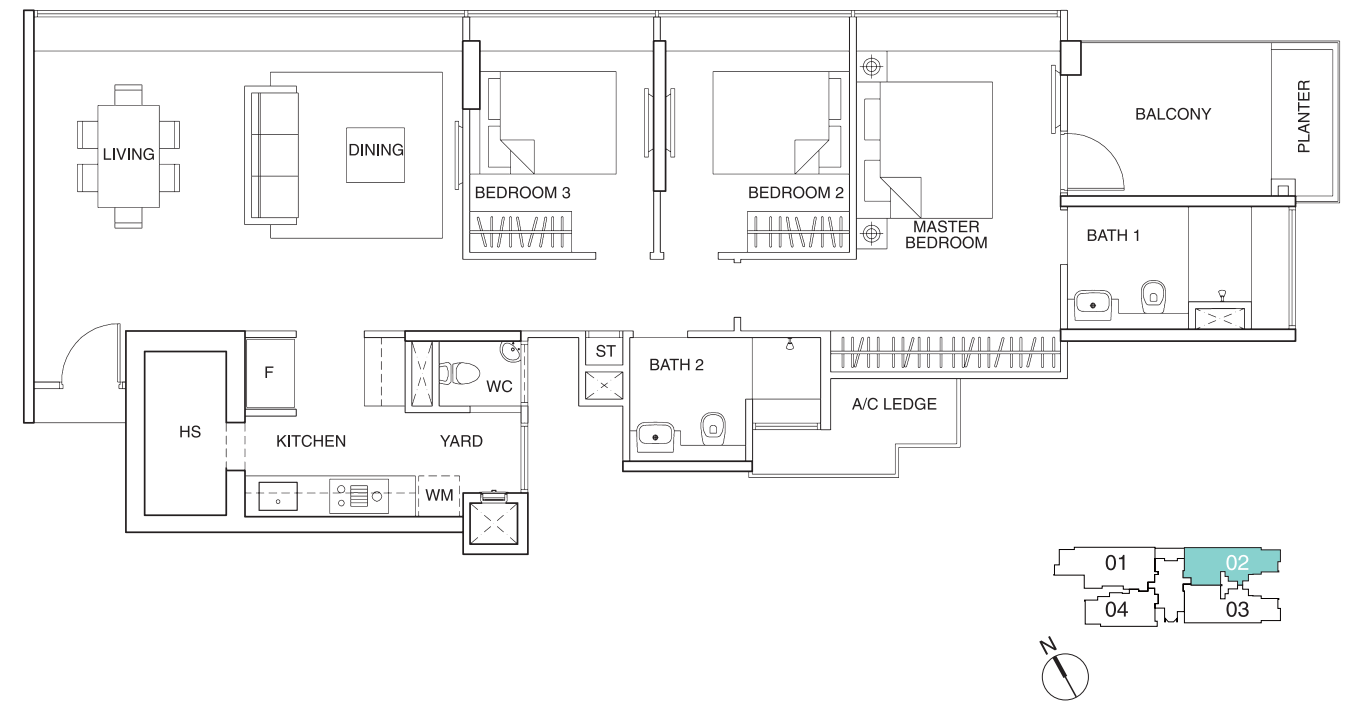 LIVING
DINING
BEDROOM 3
BEDROOM 2
MASTER
BEDROOM
BALCONY
PLANTER
BATH 1
F
HS
KITCHEN
WC
YARD
WM
ST
BATH 2
A/C LEDGE
01
02
04
03
N